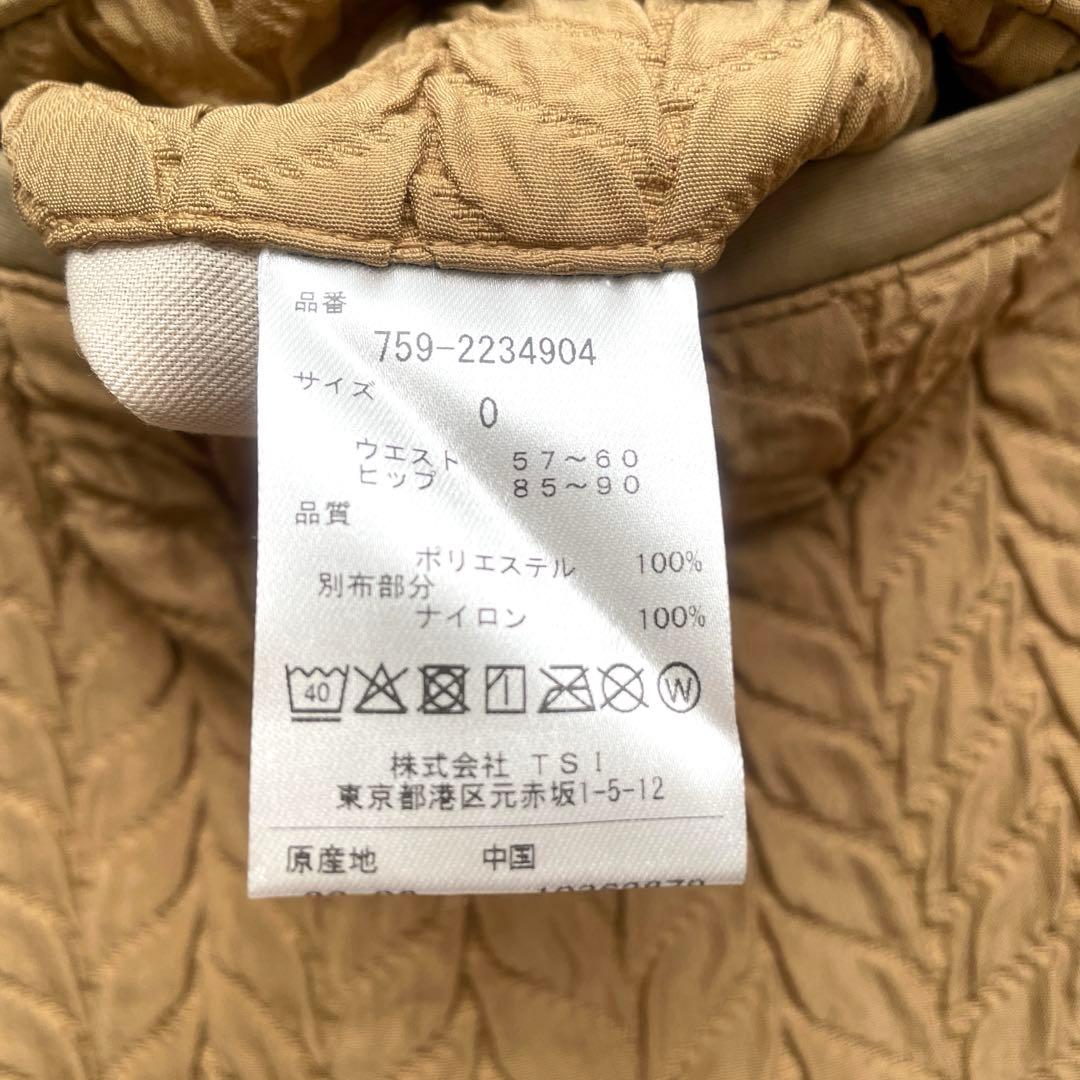 品番
759-2234904
サイズ
0
ウエスト 57～60
ヒップ 85～90
品質
ポリエステル 100%
別布部分
ナイロン 100%
40 W
株式会社 TSI
東京都港区元赤坂1-5-12
原産地 中国